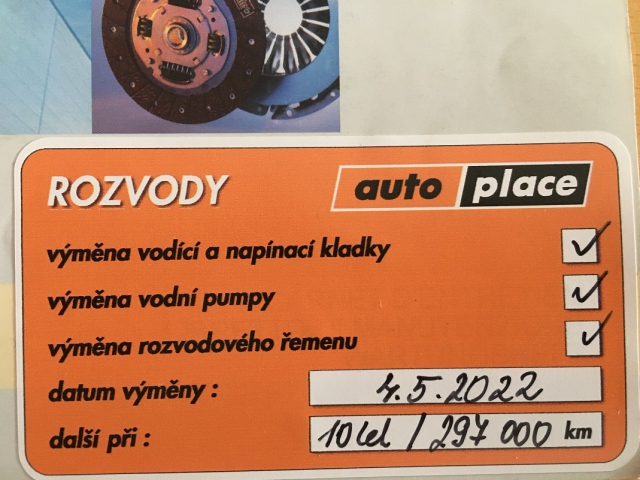 ROZVODY
auto place
výměna vodící a napínací kladky
výměna vodní pumpy
výměna rozvodového řemenu
datum výměny : 4.5.2022
další při : 10 let / 297 000 km